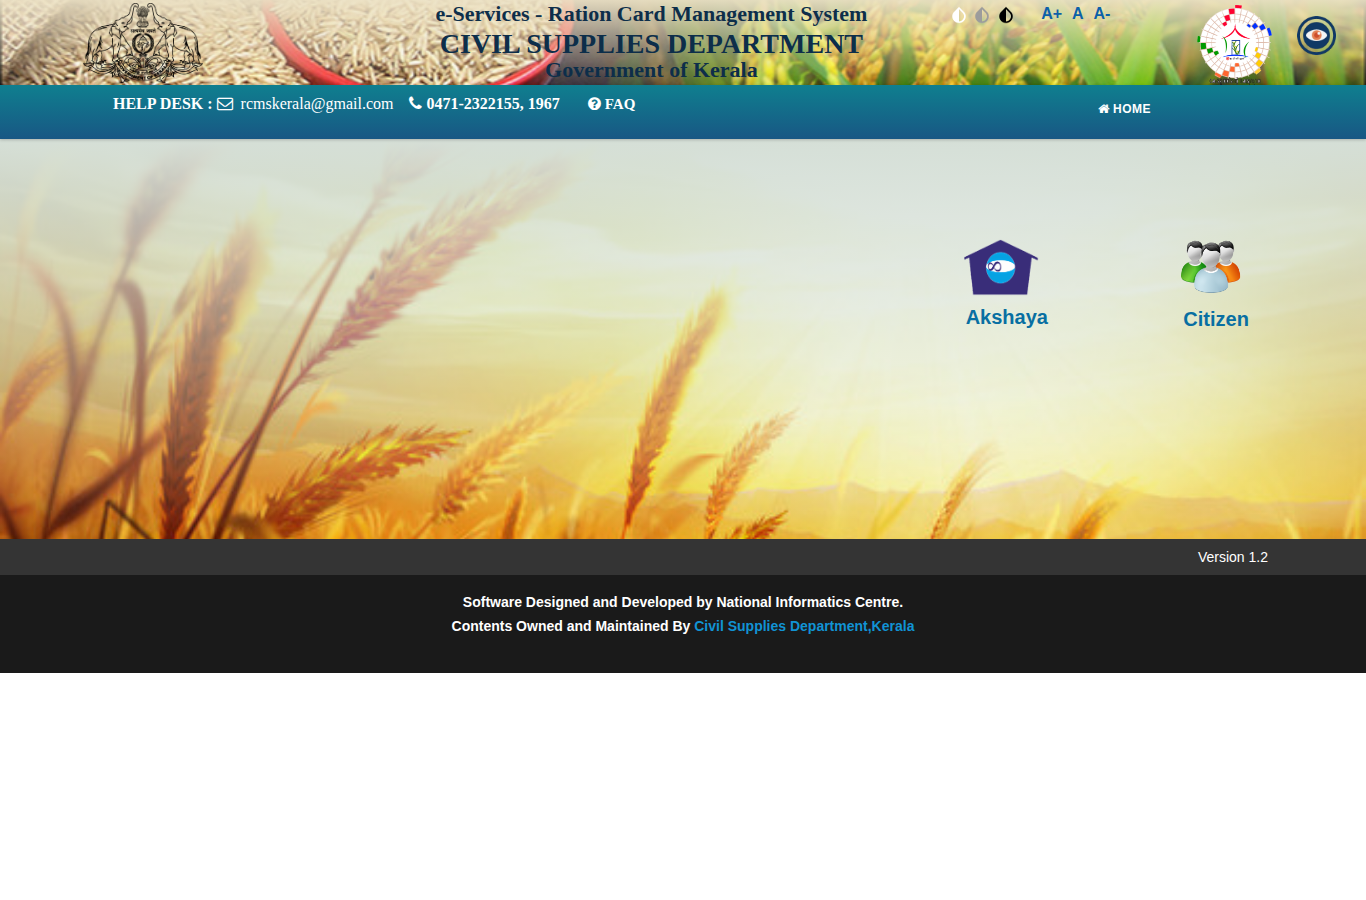 e-Services - Ration Card Management System
CIVIL SUPPLIES DEPARTMENT
Government of Kerala
A+ A A-
HELP DESK : rcmskerala@gmail.com 0471-2322155, 1967 FAQ
HOME
Akshaya
Citizen
Version 1.2
Software Designed and Developed by National Informatics Centre.
Contents Owned and Maintained By Civil Supplies Department,Kerala